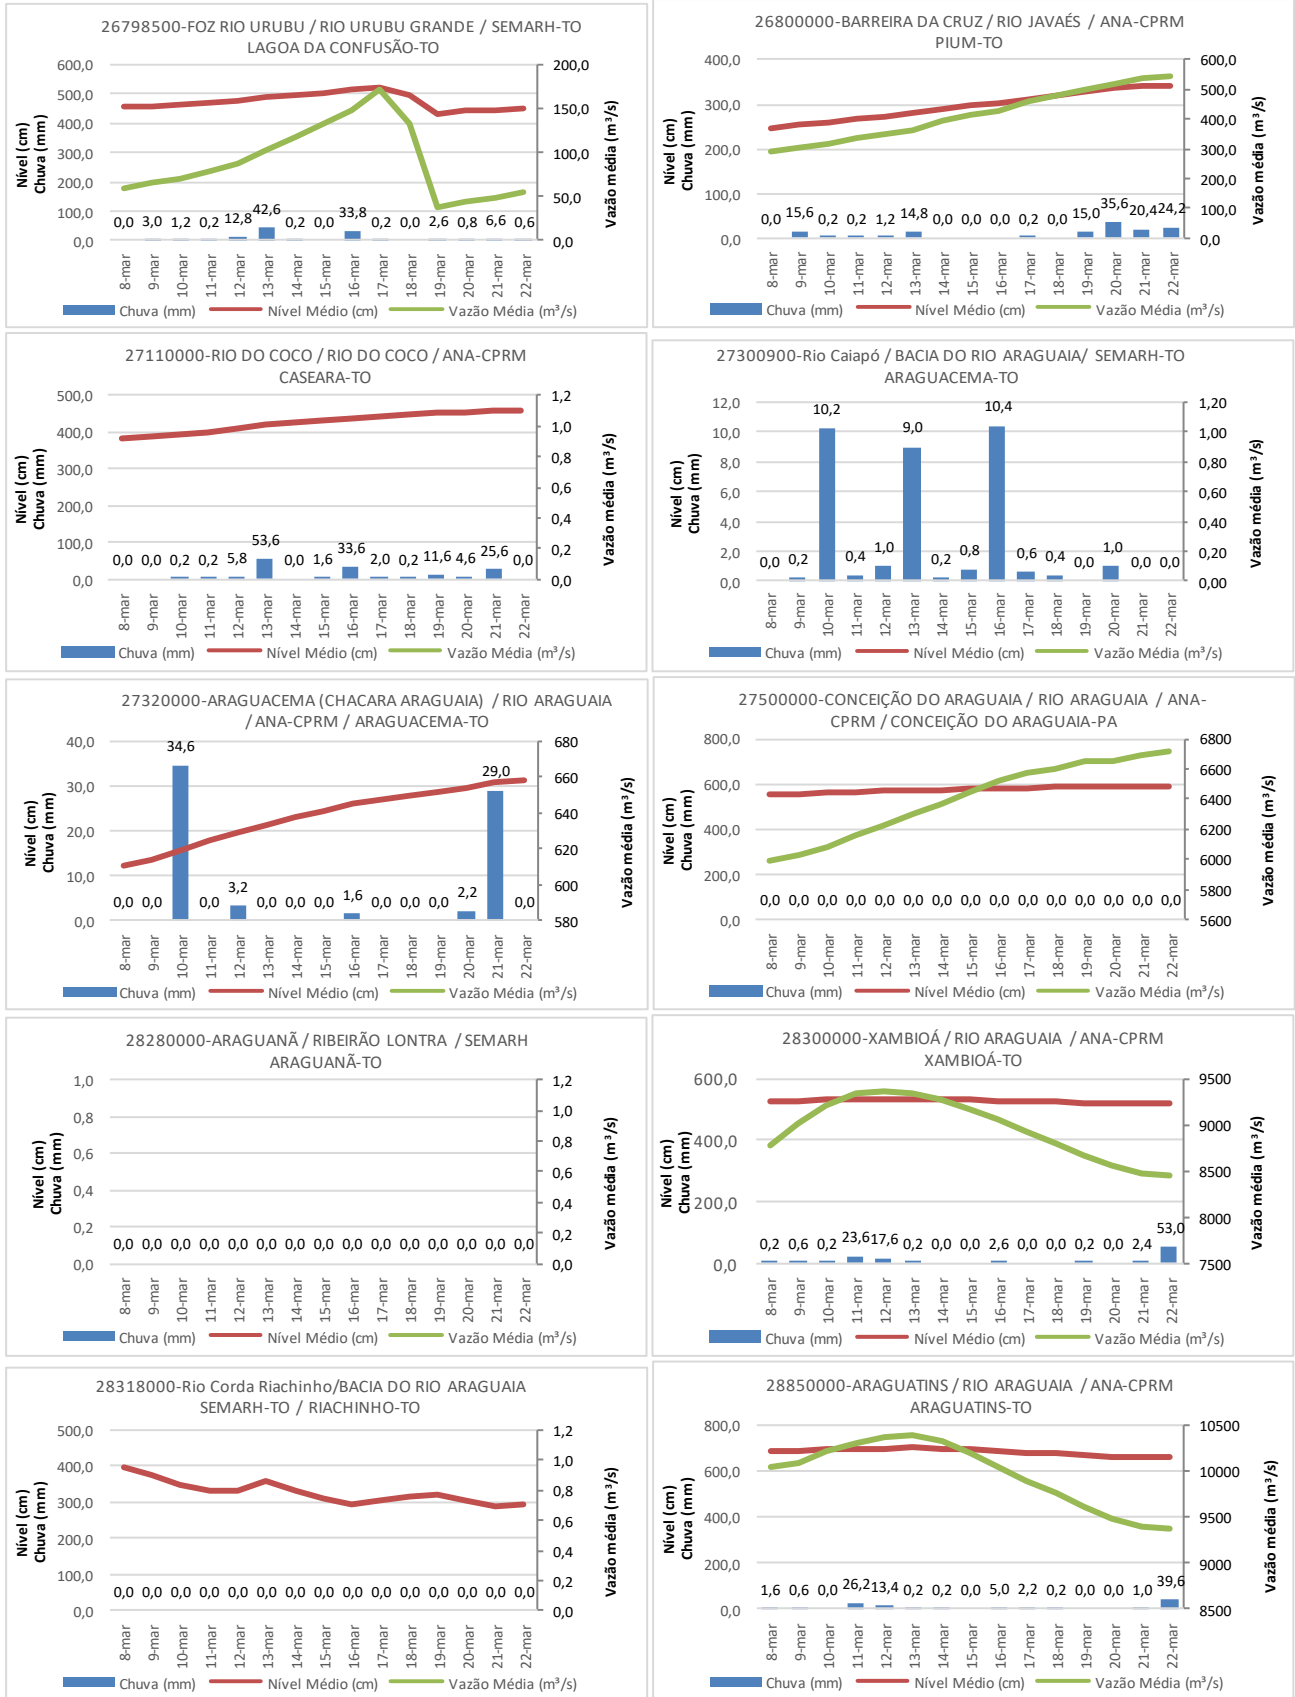 26798500-FOZ RIO URUBU / RIO URUBU GRANDE / SEMARH-TO
LAGOA DA CONFUSÃO-TO
600,0
500,0
400,0
300,0
200,0
100,0
0,0
200,0
150,0
100,0
50,0
0,0
Nível (cm)
Chuva (mm)
Vazão média (m³/s)
0,0 3,0 1,2 0,2 12,8 42,6 0,2 0,0 33,8 0,2 0,0 2,6 0,8 6,6 0,6
8-mar 9-mar 10-mar 11-mar 12-mar 13-mar 14-mar 15-mar 16-mar 17-mar 18-mar 19-mar 20-mar 21-mar 22-mar
Chuva (mm) Nível Médio (cm) Vazão Média (m³/s)
26800000-BARREIRA DA CRUZ / RIO JAVAÉS / ANA-CPRM
PIUM-TO
400,0
300,0
200,0
100,0
0,0
600,0
500,0
400,0
300,0
200,0
100,0
0,0
Nível (cm)
Chuva (mm)
Vazão média (m³/s)
0,0 15,6 0,2 0,2 1,2 14,8 0,0 0,0 0,0 0,2 0,0 15,0 35,6 20,4 24,2
8-mar 9-mar 10-mar 11-mar 12-mar 13-mar 14-mar 15-mar 16-mar 17-mar 18-mar 19-mar 20-mar 21-mar 22-mar
Chuva (mm) Nível Médio (cm) Vazão Média (m³/s)
27110000-RIO DO COCO / RIO DO COCO / ANA-CPRM
CASEARA-TO
500,0
400,0
300,0
200,0
100,0
0,0
1,2
1,0
0,8
0,6
0,4
0,2
0,0
Nível (cm)
Chuva (mm)
Vazão média (m³/s)
0,0 0,0 0,2 0,2 5,8 53,6 0,0 1,6 33,6 2,0 0,2 11,6 4,6 25,6 0,0
8-mar 9-mar 10-mar 11-mar 12-mar 13-mar 14-mar 15-mar 16-mar 17-mar 18-mar 19-mar 20-mar 21-mar 22-mar
Chuva (mm) Nível Médio (cm) Vazão Média (m³/s)
27300900-Rio Caiapó / BACIA DO RIO ARAGUAIA/ SEMARH-TO
ARAGUACEMA-TO
12,0
10,0
8,0
6,0
4,0
2,0
0,0
1,20
1,00
0,80
0,60
0,40
0,20
0,00
Nível (cm)
Chuva (mm)
Vazão média (m³/s)
0,0 0,2 10,2 0,4 1,0 9,0 0,2 0,8 10,4 0,6 0,4 0,0 1,0 0,0 0,0
8-mar 9-mar 10-mar 11-mar 12-mar 13-mar 14-mar 15-mar 16-mar 17-mar 18-mar 19-mar 20-mar 21-mar 22-mar
Chuva (mm) Nível Médio (cm) Vazão Média (m³/s)
27320000-ARAGUACEMA (CHACARA ARAGUAIA) / RIO ARAGUAIA
/ ANA-CPRM / ARAGUACEMA-TO
40,0
30,0
20,0
10,0
0,0
680
660
640
620
600
580
Nível (cm)
Chuva (mm)
Vazão média (m³/s)
0,0 0,0 34,6 0,0 3,2 0,0 0,0 0,0 1,6 0,0 0,0 0,0 2,2 29,0 0,0
8-mar 9-mar 10-mar 11-mar 12-mar 13-mar 14-mar 15-mar 16-mar 17-mar 18-mar 19-mar 20-mar 21-mar 22-mar
Chuva (mm) Nível Médio (cm) Vazão Média (m³/s)
27500000-CONCEIÇÃO DO ARAGUAIA / RIO ARAGUAIA / ANA-
CPRM / CONCEIÇÃO DO ARAGUAIA-PA
800,0
600,0
400,0
200,0
0,0
6800
6600
6400
6200
6000
5800
5600
Nível (cm)
Chuva (mm)
Vazão média (m³/s)
0,0 0,0 0,0 0,0 0,0 0,0 0,0 0,0 0,0 0,0 0,0 0,0 0,0 0,0 0,0
8-mar 9-mar 10-mar 11-mar 12-mar 13-mar 14-mar 15-mar 16-mar 17-mar 18-mar 19-mar 20-mar 21-mar 22-mar
Chuva (mm) Nível Médio (cm) Vazão Média (m³/s)
28280000-ARAGUANÃ / RIBEIRÃO LONTRA / SEMARH
ARAGUANÃ-TO
1,0
0,8
0,6
0,4
0,2
0,0
1,2
1,0
0,8
0,6
0,4
0,2
0,0
Nível (cm)
Chuva (mm)
Vazão média (m³/s)
0,0 0,0 0,0 0,0 0,0 0,0 0,0 0,0 0,0 0,0 0,0 0,0 0,0 0,0 0,0
8-mar 9-mar 10-mar 11-mar 12-mar 13-mar 14-mar 15-mar 16-mar 17-mar 18-mar 19-mar 20-mar 21-mar 22-mar
Chuva (mm) Nível Médio (cm) Vazão Média (m³/s)
28300000-XAMBIOÁ / RIO ARAGUAIA / ANA-CPRM
XAMBIOÁ-TO
600,0
400,0
200,0
0,0
9500
9000
8500
8000
7500
Nível (cm)
Chuva (mm)
Vazão média (m³/s)
0,2 0,6 0,2 23,6 17,6 0,2 0,0 0,0 2,6 0,0 0,0 0,2 0,0 2,4 53,0
8-mar 9-mar 10-mar 11-mar 12-mar 13-mar 14-mar 15-mar 16-mar 17-mar 18-mar 19-mar 20-mar 21-mar 22-mar
Chuva (mm) Nível Médio (cm) Vazão Média (m³/s)
28318000-Rio Corda Riachinho/BACIA DO RIO ARAGUAIA
SEMARH-TO / RIACHINHO-TO
500,0
400,0
300,0
200,0
100,0
0,0
1,2
1,0
0,8
0,6
0,4
0,2
0,0
Nível (cm)
Chuva (mm)
Vazão média (m³/s)
0,0 0,0 0,0 0,0 0,0 0,0 0,0 0,0 0,0 0,0 0,0 0,0 0,0 0,0 0,0
8-mar 9-mar 10-mar 11-mar 12-mar 13-mar 14-mar 15-mar 16-mar 17-mar 18-mar 19-mar 20-mar 21-mar 22-mar
Chuva (mm) Nível Médio (cm) Vazão Média (m³/s)
28850000-ARAGUATINS / RIO ARAGUAIA / ANA-CPRM
ARAGUATINS-TO
800,0
600,0
400,0
200,0
0,0
10500
10000
9500
9000
8500
Nível (cm)
Chuva (mm)
Vazão média (m³/s)
1,6 0,6 0,0 26,2 13,4 0,2 0,2 0,0 5,0 2,2 0,2 0,0 0,0 1,0 39,6
8-mar 9-mar 10-mar 11-mar 12-mar 13-mar 14-mar 15-mar 16-mar 17-mar 18-mar 19-mar 20-mar 21-mar 22-mar
Chuva (mm) Nível Médio (cm) Vazão Média (m³/s)